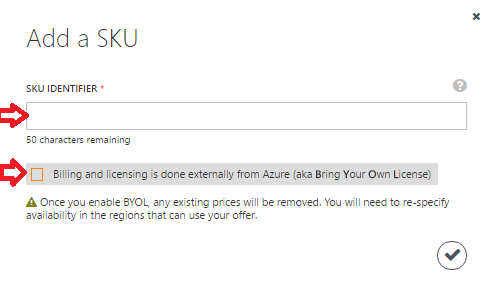 Add a SKU
SKU IDENTIFIER *
50 characters remaining
Billing and licensing is done externally from Azure (aka Bring Your Own License)
Once you enable BYOL, any existing prices will be removed. You will need to re-specify
availability in the regions that can use your offer.